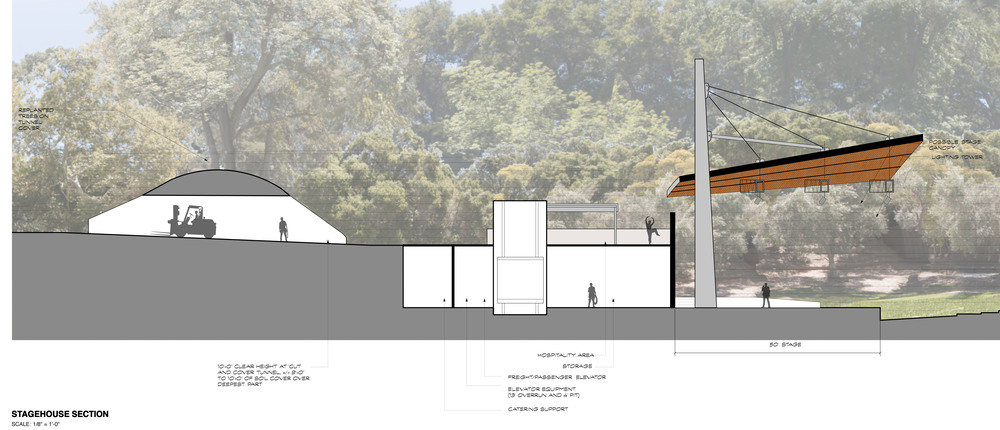 REPLANTED
TREES ON
TUNNEL
COVER
POSSIBLE STAGE
CANOPY
LIGHTING TOWER
50' STAGE
HOSPITALITY AREA
STORAGE
10'-0" CLEAR HEIGHT AT CUT
AND COVER TUNNEL, +/- 8'-0"
TO 10'-0" OF SOIL COVER OVER
DEEPEST PART
FREIGHT/PASSENGER ELEVATOR
ELEVATOR EQUIPMENT
(13' OVERRUN AND 4' PIT)
CATERING SUPPORT
STAGEHOUSE SECTION
SCALE: 1/8" = 1'-0"